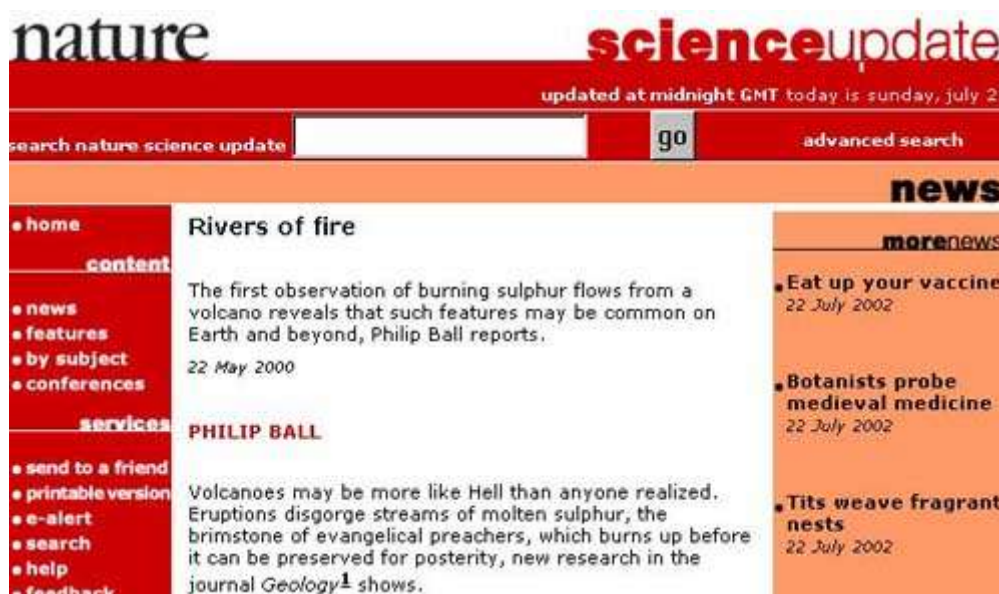 nature
scienceupdate
updated at midnight GMT today is sunday, july 2
search nature science update
go
advanced search
news
home
content
news
features
by subject
conferences
services
send to a friend
printable version
e-alert
search
help
feedback
Rivers of fire
The first observation of burning sulphur flows from a
volcano reveals that such features may be common on
Earth and beyond, Philip Ball reports.
22 May 2000
PHILIP BALL
Volcanoes may be more like Hell than anyone realized.
Eruptions disgorge streams of molten sulphur, the
brimstone of evangelical preachers, which burns up before
it can be preserved for posterity, new research in the
journal Geology1 shows.
morenews
Eat up your vaccine
22 July 2002
Botanists probe
medieval medicine
22 July 2002
Tits weave fragrant
nests
22 July 2002